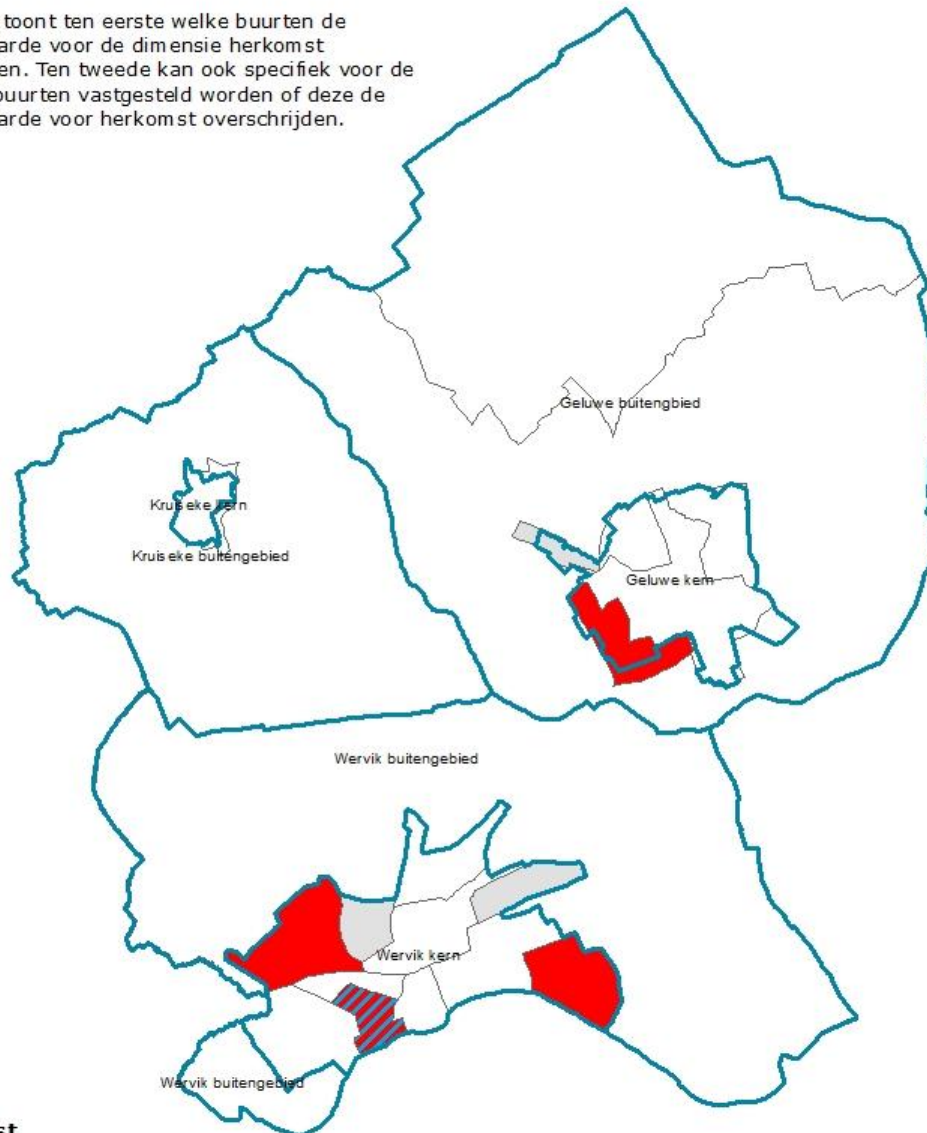 toont ten eerste welke buurten de
arde voor de dimensie herkomst
en. Ten tweede kan ook specifiek voor de
buurten vastgesteld worden of deze de
arde voor herkomst overschrijden.
Geluwe buitengbied
Kruiseke kern
Kruiseke buitengebied
Geluwe kern
Wervik buitengebied
Wervik kern
Wervik buitengebied
st